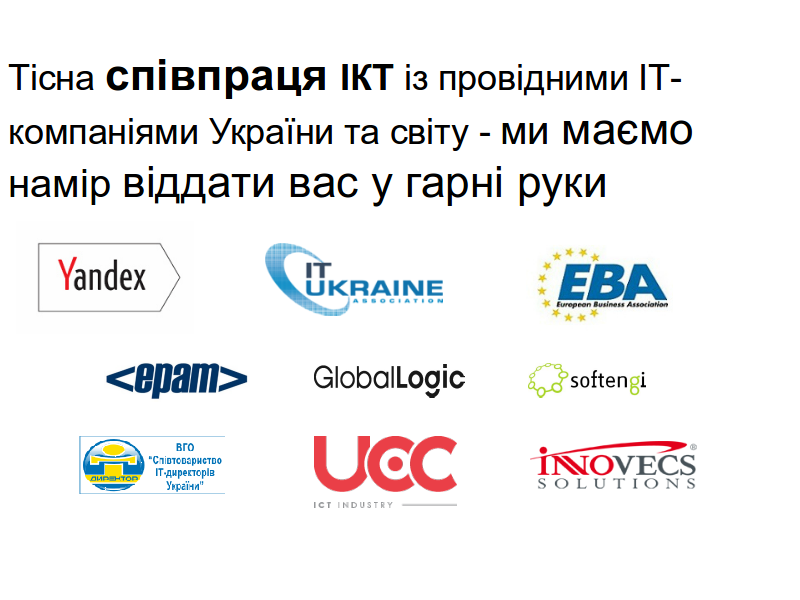 Тісна співпраця ІКТ із провідними ІТ-
компаніями України та світу - ми маємо
намір віддати вас у гарні руки
Yandex
IT
UKRAINE
ASSOCIATION
EBA
European Business Association
<epam>
GlobalLogic
softengi
ДИРЕКТОР
ВГО
"Співтовариство
ІТ-директорів
України"
UCC
ICT INDUSTRY
INNOVECS®
SOLUTIONS